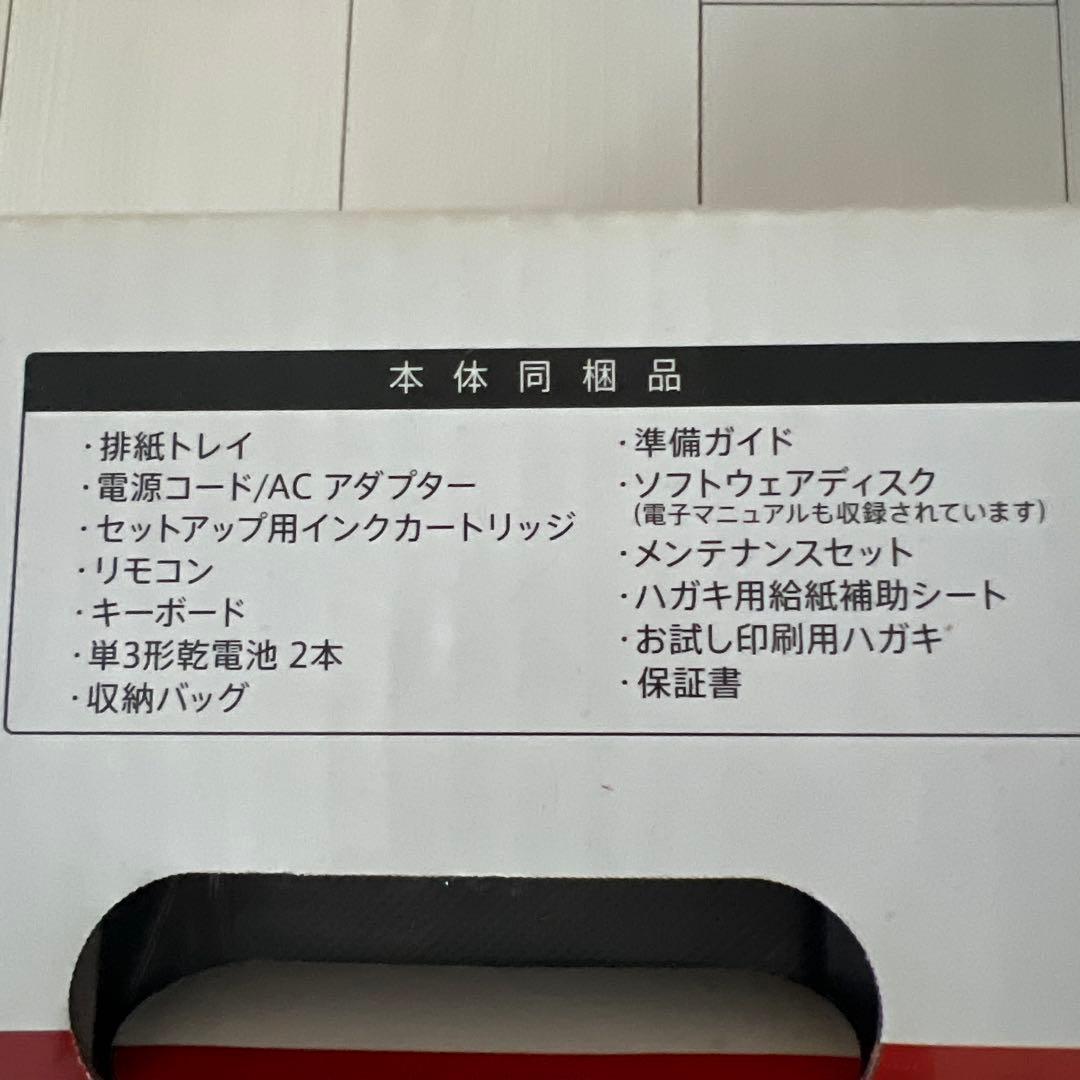 本体同梱品
・排紙トレイ
・電源コード/AC アダプター
・セットアップ用インクカートリッジ
・リモコン
・キーボード
・単3形乾電池 2本
・収納バッグ
・準備ガイド
・ソフトウェアディスク
(電子マニュアルも収録されています)
・メンテナンスセット
・ハガキ用給紙補助シート
・お試し印刷用ハガキ
・保証書